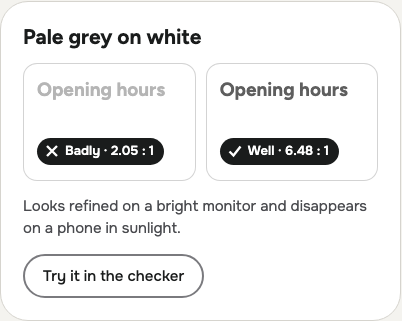 Pale grey on white
Opening hours
Badly · 2.05 : 1
Opening hours
Well · 6.48 : 1
Looks refined on a bright monitor and disappears
on a phone in sunlight.
Try it in the checker